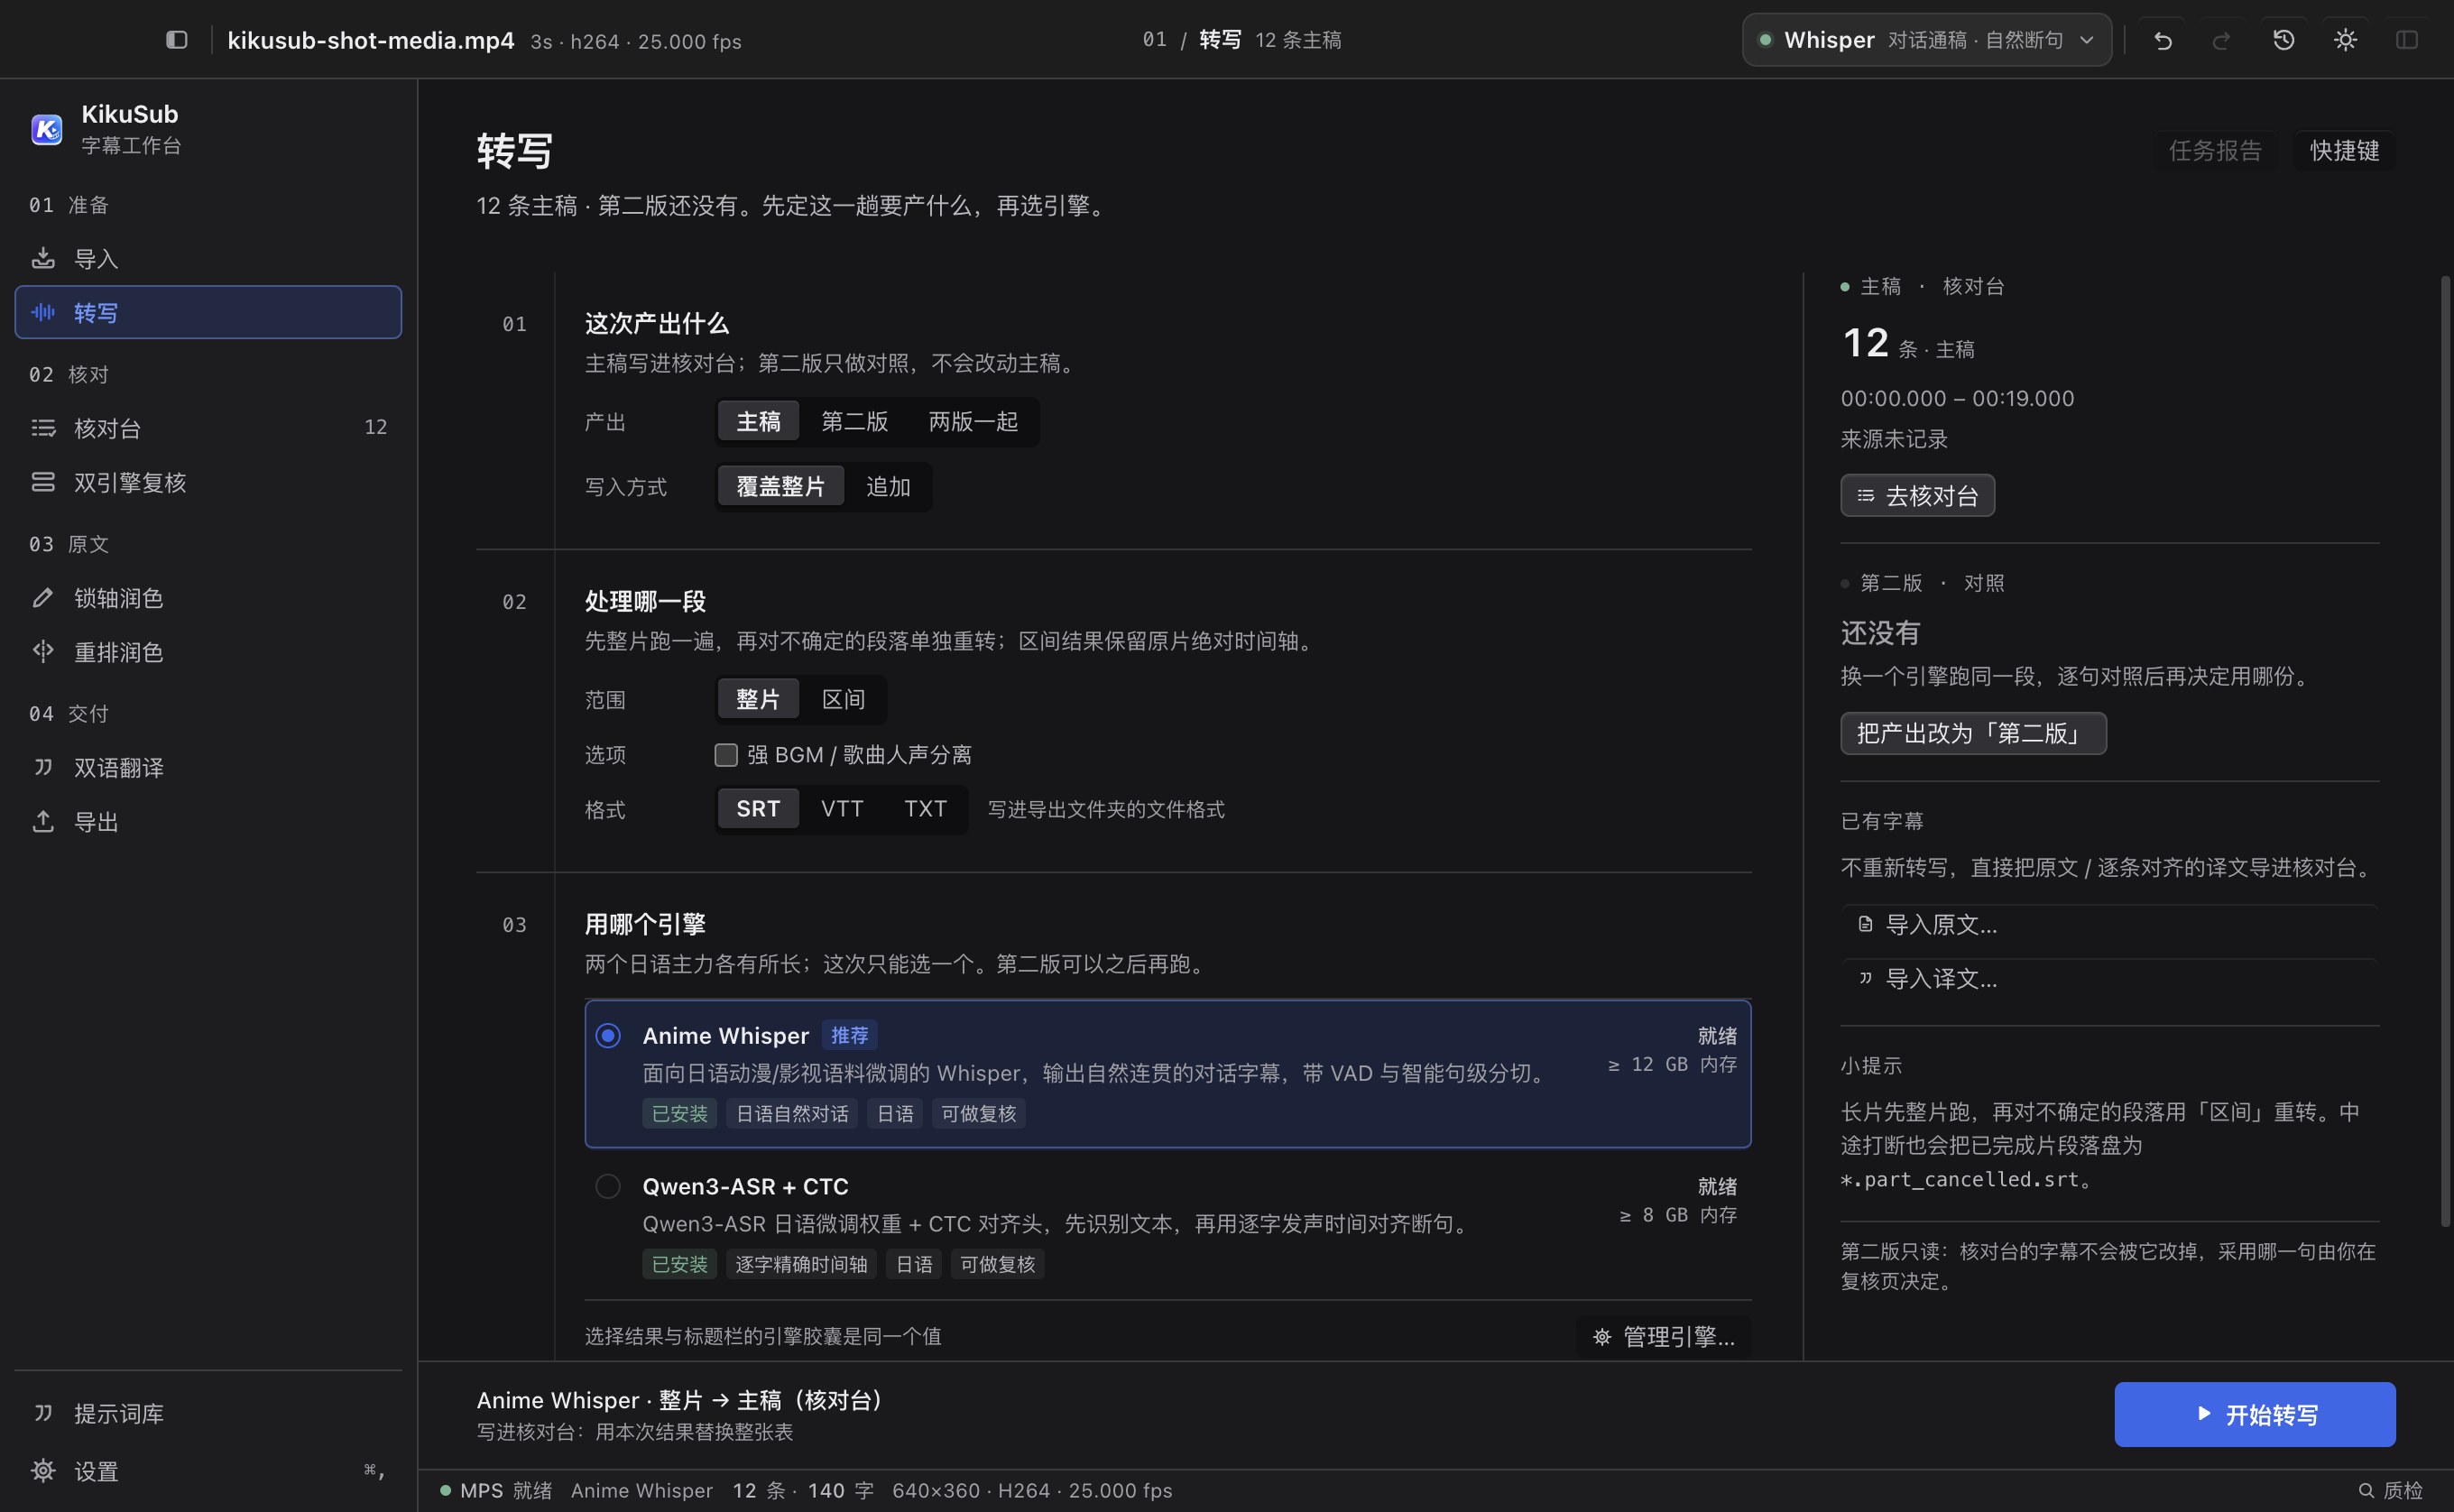 kikusub-shot-media.mp4 3s · h264 · 25.000 fps
01 / 转写 12 条主稿
Whisper 对话通稿 · 自然断句
KikuSub
字幕工作台
01 准备
导入
转写
02 核对
核对台 12
双引擎复核
03 原文
锁轴润色
重排润色
04 交付
双语翻译
导出
提示词库
设置 ⌘,
转写
任务报告 快捷键
12 条主稿 · 第二版还没有。先定这一趟要产什么，再选引擎。
01 这次产出什么
主稿写进核对台；第二版只做对照，不会改动主稿。
产出 主稿 第二版 两版一起
写入方式 覆盖整片 追加
02 处理哪一段
先整片跑一遍，再对不确定的段落单独重转；区间结果保留原片绝对时间轴。
范围 整片 区间
选项 强 BGM / 歌曲人声分离
格式 SRT VTT TXT 写进导出文件夹的文件格式
03 用哪个引擎
两个日语主力各有所长；这次只能选一个。第二版可以之后再跑。
Anime Whisper 推荐 就绪
面向日语动漫/影视语料微调的 Whisper，输出自然连贯的对话字幕，带 VAD 与智能句级分切。 ≥ 12 GB 内存
已安装 日语自然对话 日语 可做复核
Qwen3-ASR + CTC 就绪
Qwen3-ASR 日语微调权重 + CTC 对齐头，先识别文本，再用逐字发声时间对齐断句。 ≥ 8 GB 内存
已安装 逐字精确时间轴 日语 可做复核
选择结果与标题栏的引擎胶囊是同一个值 管理引擎...
主稿 · 核对台
12 条 · 主稿
00:00.000 – 00:19.000
来源未记录
去核对台
第二版 · 对照
还没有
换一个引擎跑同一段，逐句对照后再决定用哪份。
把产出改为「第二版」
已有字幕
不重新转写，直接把原文 / 逐条对齐的译文导进核对台。
导入原文...
导入译文...
小提示
长片先整片跑，再对不确定的段落用「区间」重转。中
途打断也会把已完成片段落盘为
*.part_cancelled.srt。
第二版只读：核对台的字幕不会被它改掉，采用哪一句由你在
复核页决定。
Anime Whisper · 整片 → 主稿（核对台）
写进核对台：用本次结果替换整张表
开始转写
MPS 就绪 Anime Whisper 12 条 · 140 字 640×360 · H264 · 25.000 fps
质检